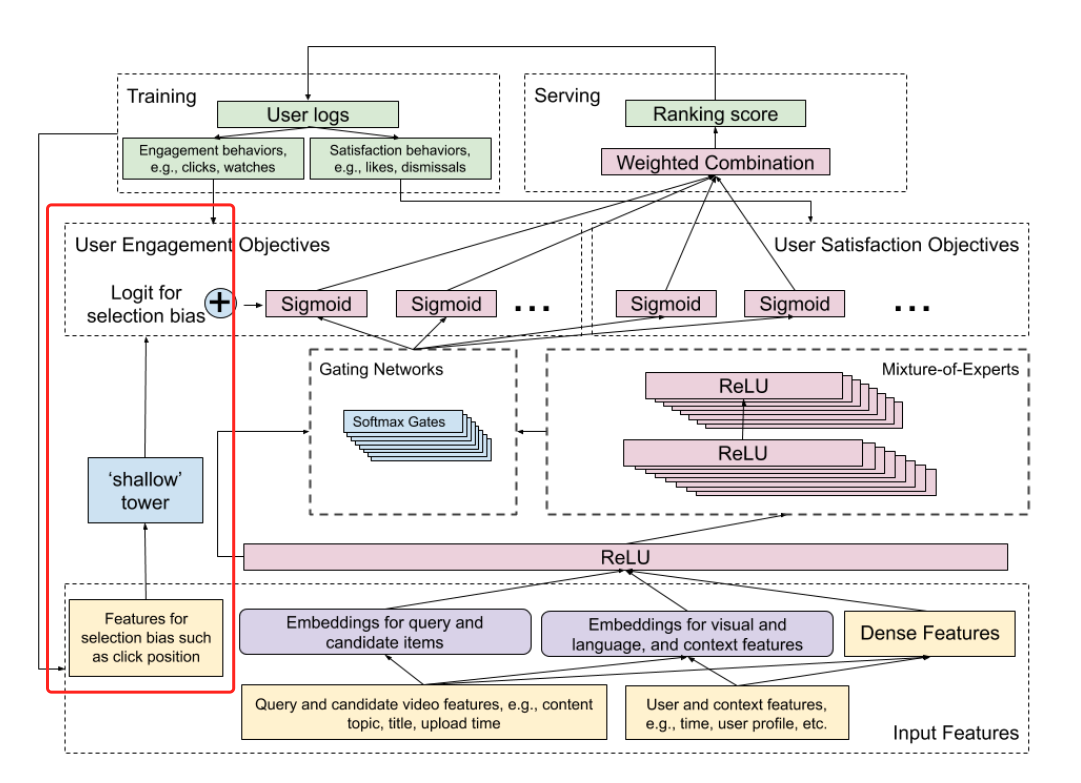 Training
User logs
Engagement behaviors,
e.g., clicks, watches
Satisfaction behaviors,
e.g., likes, dismissals
Serving
Ranking score
Weighted Combination
User Engagement Objectives
Logit for
selection bias
+
Sigmoid
Sigmoid
...
User Satisfaction Objectives
Sigmoid
Sigmoid
...
Gating Networks
Softmax Gates
Mixture-of-Experts
ReLU
ReLU
'shallow'
tower
ReLU
Features for
selection bias such
as click position
Embeddings for query and
candidate items
Embeddings for visual and
language, and context features
Dense Features
Query and candidate video features, e.g., content
topic, title, upload time
User and context features,
e.g., time, user profile, etc.
Input Features